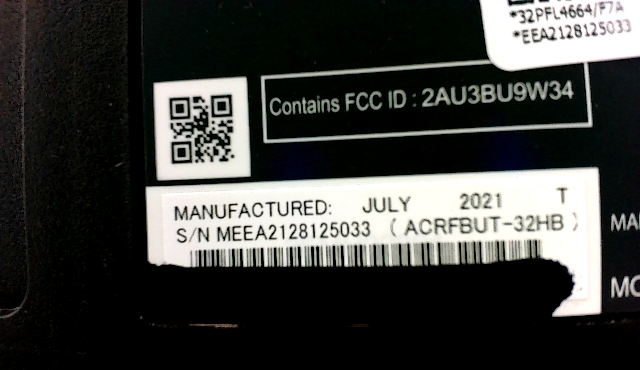 *32PFL4664/F7A
*EEA2128125033
Contains FCC ID : 2AU3BU9W34
MANUFACTURED: JULY 2021 T
S/N MEEA2128125033 ( ACRFBUT-32HB )